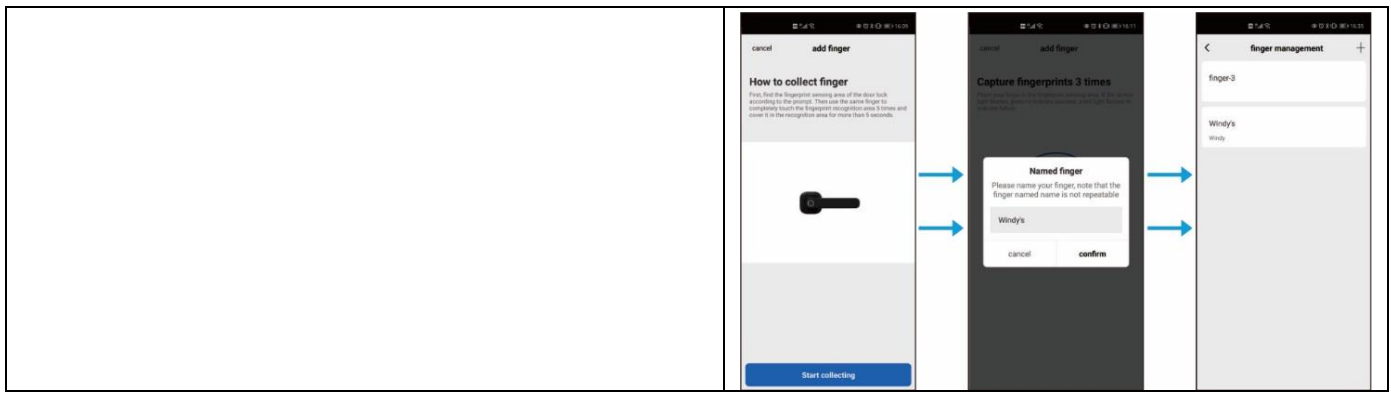 16:09
cancel
add finger
How to collect finger
First, find the fingerprint sensing area of the door lock
according to the prompt. Then use the same finger to
completely touch the fingerprint recognition area 5 times and
cover it in the recognition area for more than 5 seconds.
Start collecting
16:11
cancel
add finger
Capture fingerprints 3 times
Named finger
Please name your finger, note that the
finger named name is not repeatable
Windy's
cancel
confirm
finger management
finger-3
Windy's
Windy